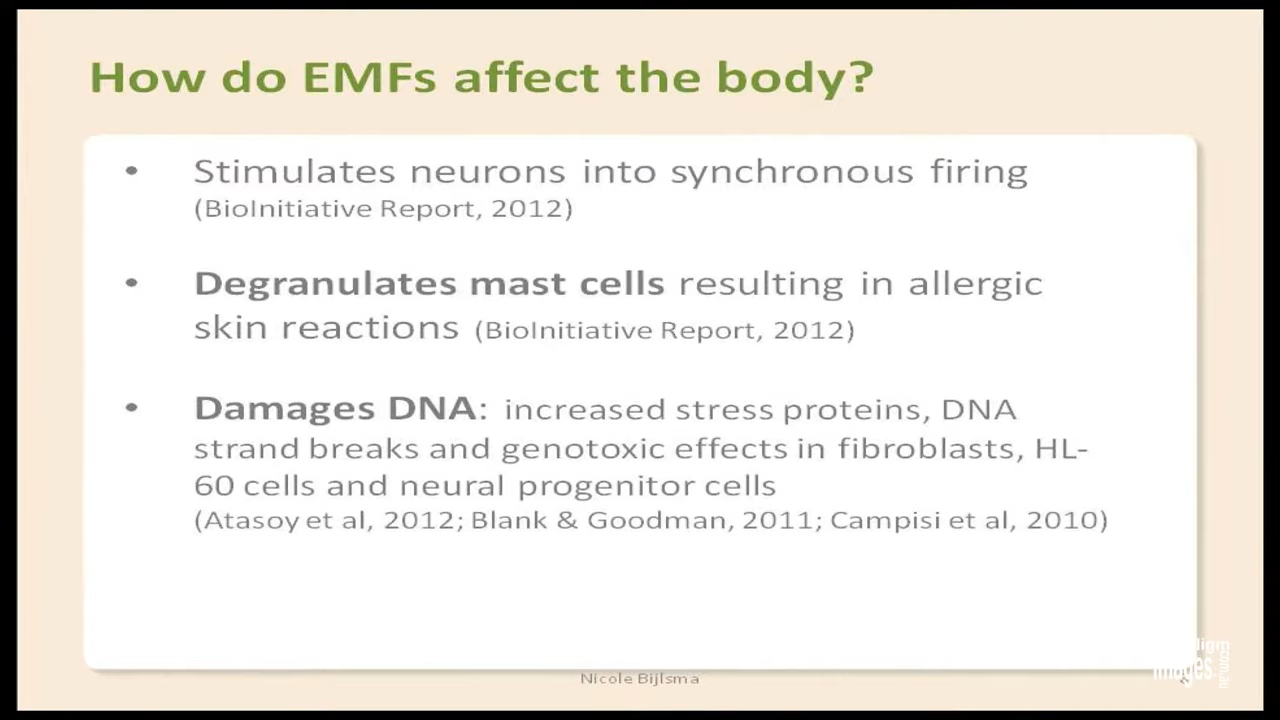 How do EMFs affect the body?
• Stimulates neurons into synchronous firing
(BioInitiative Report, 2012)
• Degranulates mast cells resulting in allergic
skin reactions (BioInitiative Report, 2012)
• Damages DNA: increased stress proteins, DNA
strand breaks and genotoxic effects in fibroblasts, HL-
60 cells and neural progenitor cells
(Atasoy et al, 2012; Blank & Goodman, 2011; Campisi et al, 2010)
Nicole Bijlsma
images
.com.au